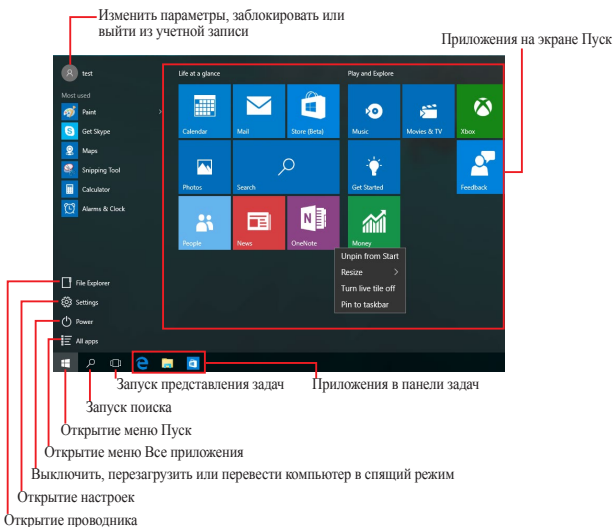 Изменить параметры, заблокировать или
выйти из учетной записи
Приложения на экране Пуск
test
Life at a glance
Play and Explore
Most used
Paint
Get Skype
Maps
Snipping Tool
Calculator
Alarms & Clock
Calendar
Mail
Store (Beta)
Music
Movies & TV
Xbox
Photos
Search
Get Started
Feedback
People
News
OneNote
Money
Unpin from Start
Resize
Turn live tile off
Pin to taskbar
File Explorer
Settings
Power
All apps
Запуск представления задач
Приложения в панели задач
Запуск поиска
Открытие меню Пуск
Открытие меню Все приложения
Выключить, перезагрузить или перевести компьютер в спящий режим
Открытие настроек
Открытие проводника